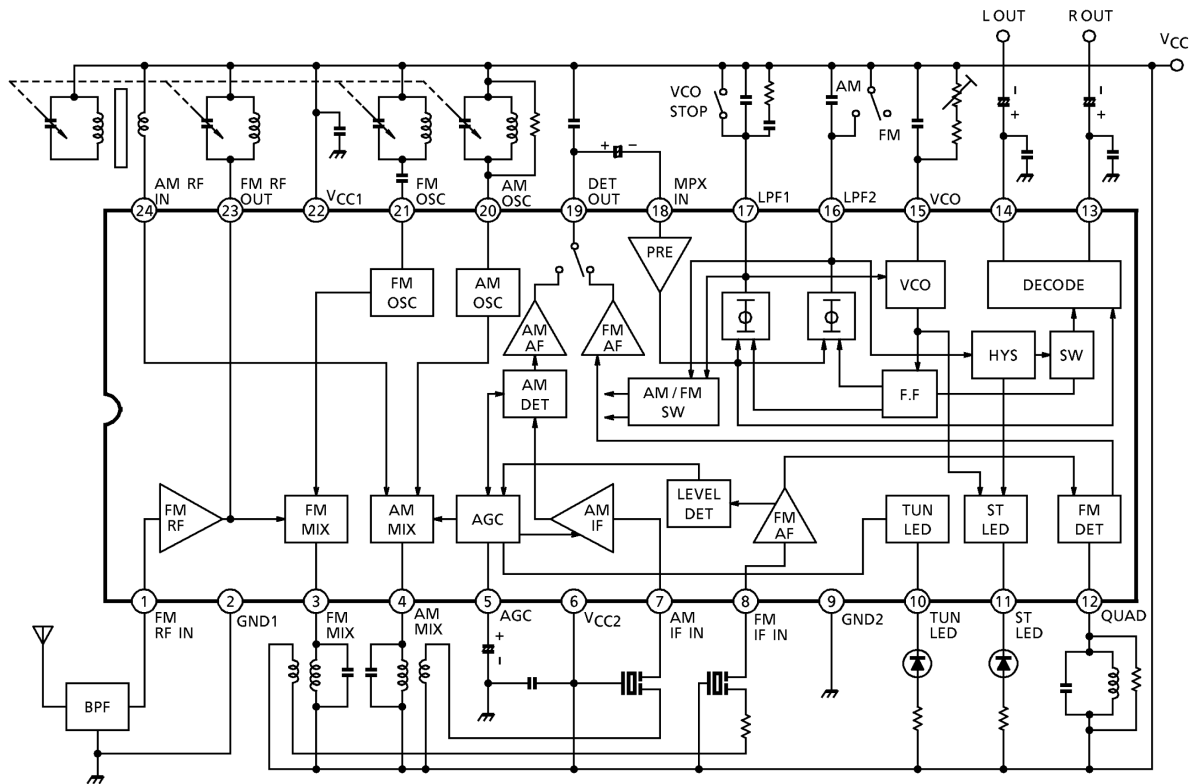 L OUT
R OUT
VCC
VCO
STOP
AM
FM
AM RF
IN
FM RF
OUT
VCC1
FM
OSC
AM
OSC
DET
OUT
MPX
IN
LPF1
LPF2
VCO
24
23
22
21
20
19
18
17
16
15
14
13
PRE
FM
OSC
AM
OSC
VCO
DECODE
AM
AF
FM
AF
HYS
SW
AM
DET
AM / FM
SW
F.F
FM
RF
FM
MIX
AM
MIX
AGC
AM
IF
LEVEL
DET
FM
AF
TUN
LED
ST
LED
FM
DET
1
2
3
4
5
6
7
8
9
10
11
12
FM
RF IN
GND1
FM
MIX
AM
MIX
AGC
VCC2
AM
IF IN
FM
IF IN
GND2
TUN
LED
ST
LED
QUAD
BPF